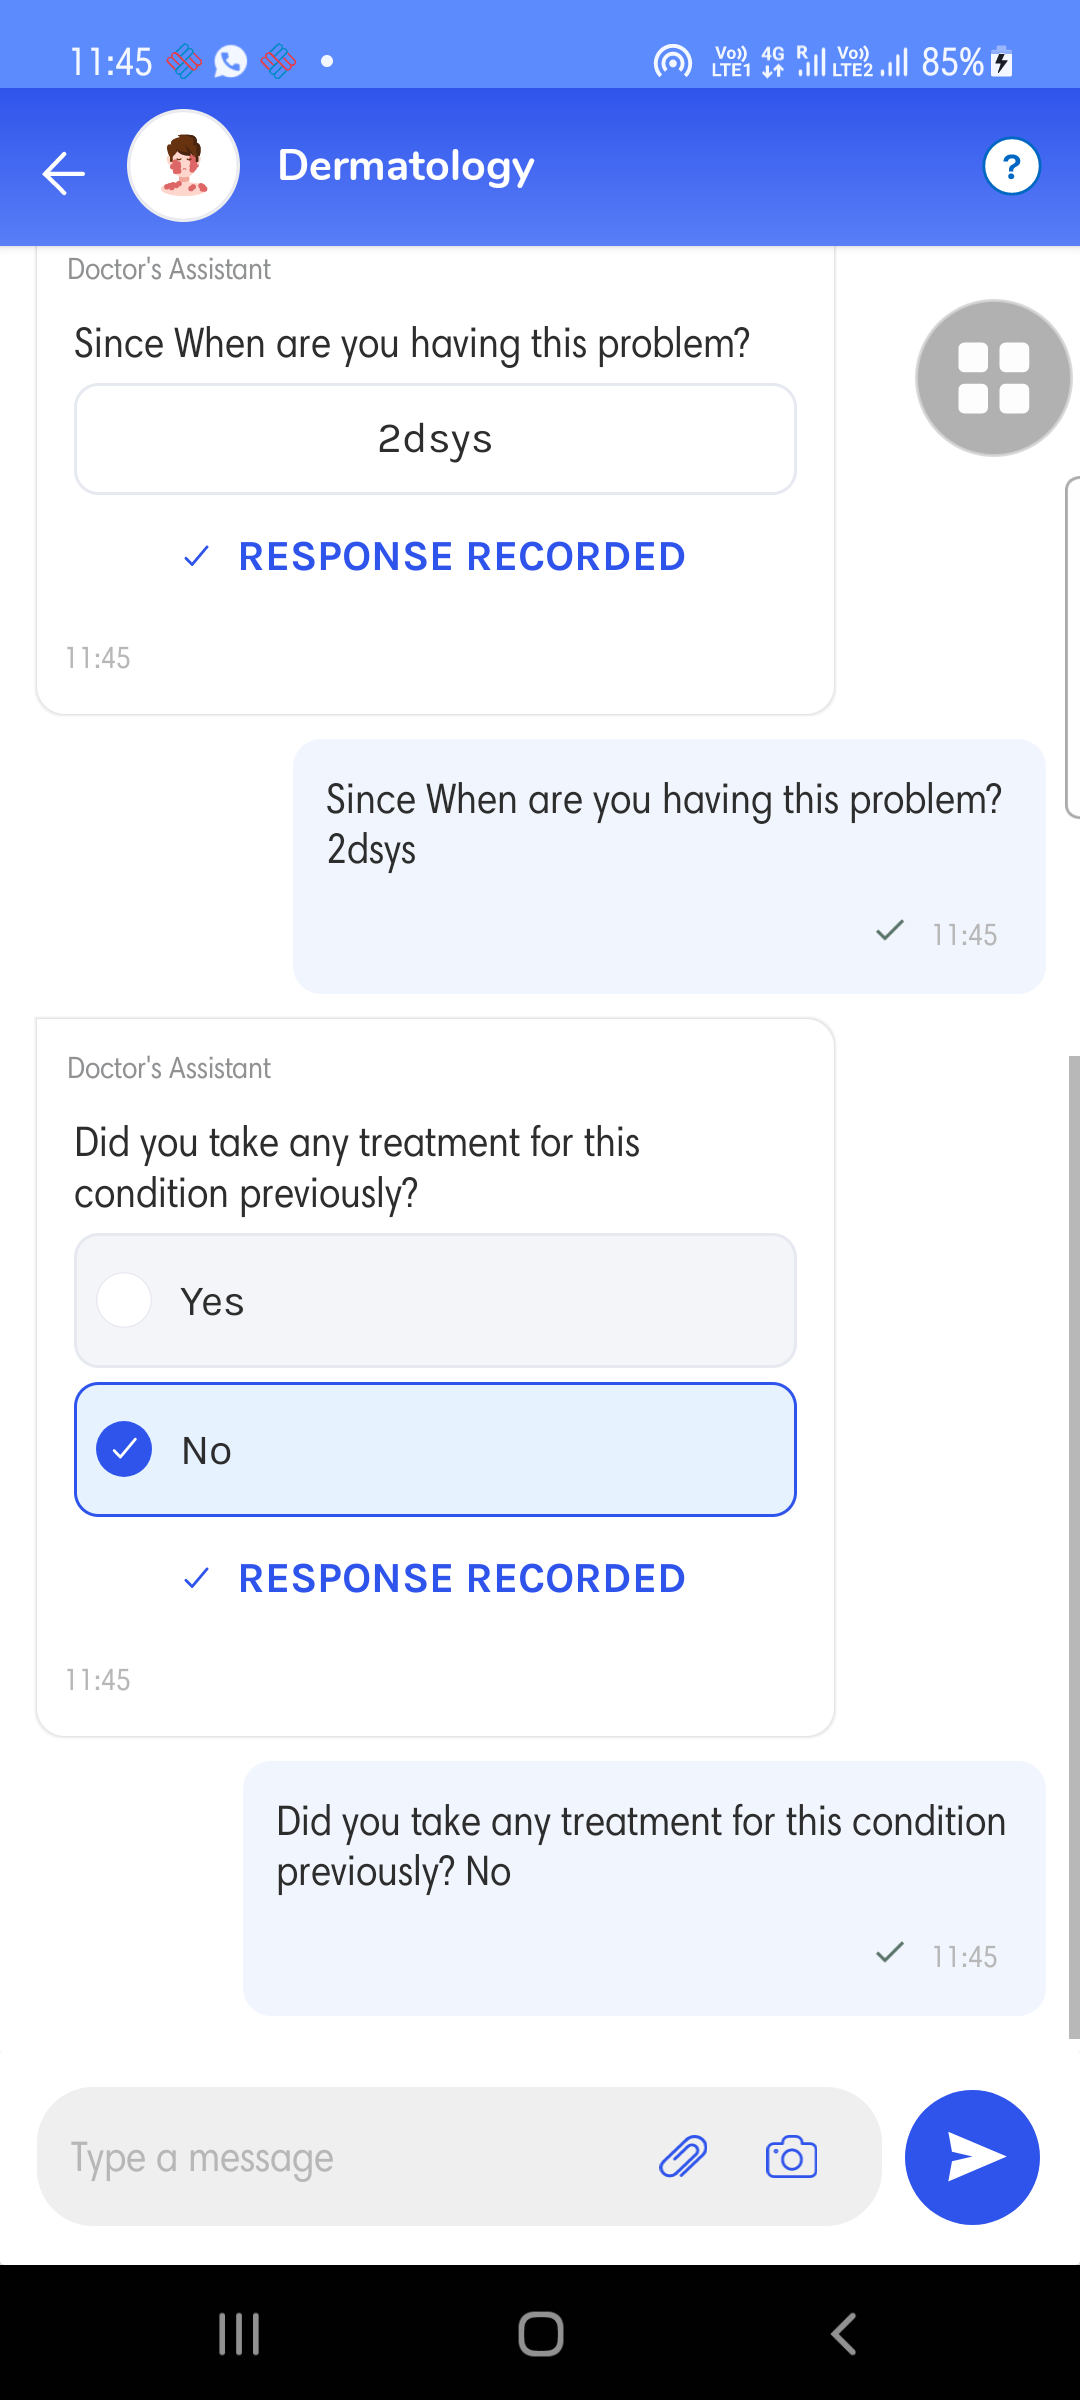 11:45
Vo)) LTE1 4G R Vo)) LTE2 85%
Dermatology
?
Doctor's Assistant
Since When are you having this problem?
2dsys
RESPONSE RECORDED
11:45
Since When are you having this problem?
2dsys
11:45
Doctor's Assistant
Did you take any treatment for this
condition previously?
Yes
No
RESPONSE RECORDED
11:45
Did you take any treatment for this condition
previously? No
11:45
Type a message